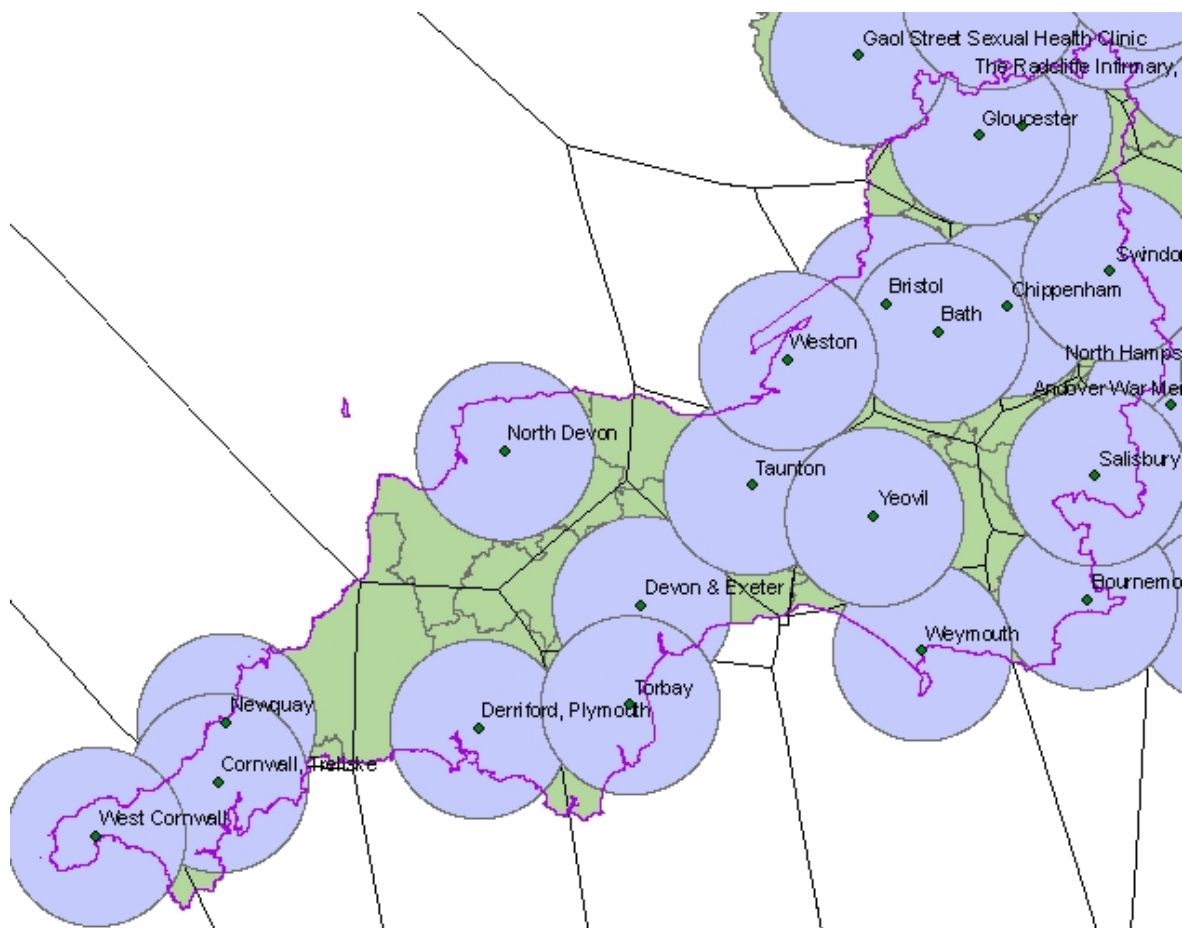 Gaol Street Sexual Health Clinic
The Radcliffe Infirmary,
Gloucester
Swindon
Bristol
Chippenham
Bath
Weston
North Hamps
Andover War Mem
North Devon
Taunton
Salisbury
Yeovil
Devon & Exeter
Bournemo
Weymouth
Torbay
Newquay
Derriford, Plymouth
Cornwall, Treliske
West Cornwall